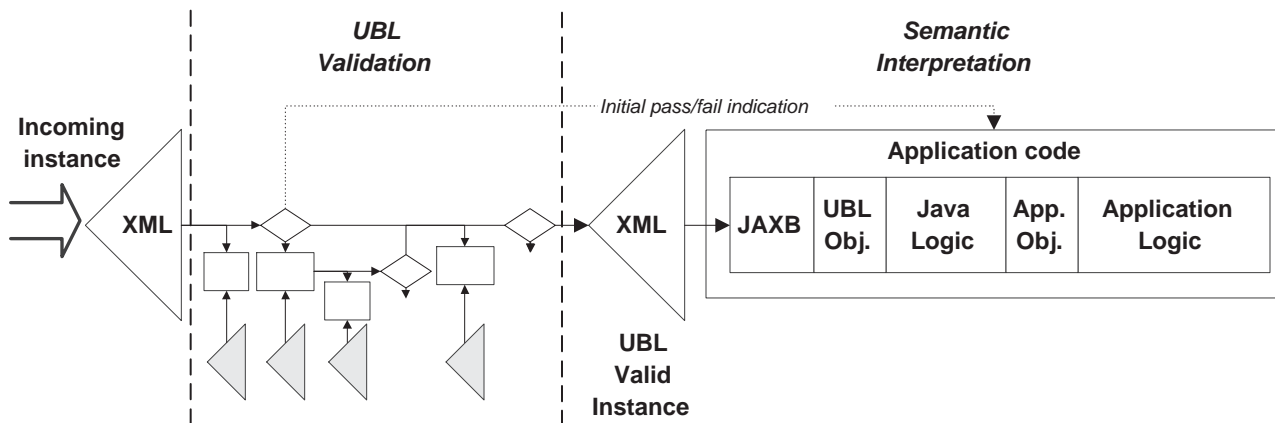 UBL
Validation
Semantic
Interpretation
Initial pass/fail indication
Incoming
instance
XML
XML
Application code
JAXB
UBL
Obj.
Java
Logic
App.
Obj.
Application
Logic
UBL
Valid
Instance